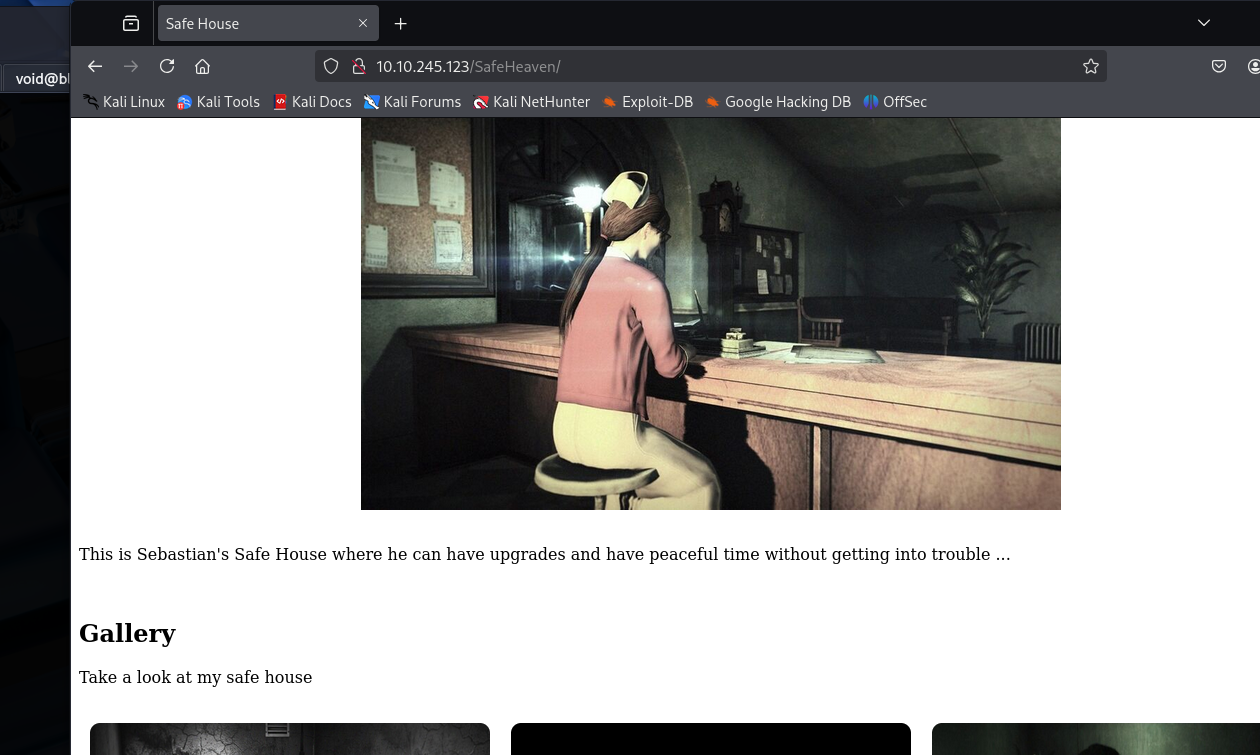 Safe House
void@bl
10.10.245.123/SafeHeaven/
Kali Linux Kali Tools Kali Docs Kali Forums Kali NetHunter Exploit-DB Google Hacking DB OffSec
This is Sebastian's Safe House where he can have upgrades and have peaceful time without getting into trouble ...
Gallery
Take a look at my safe house